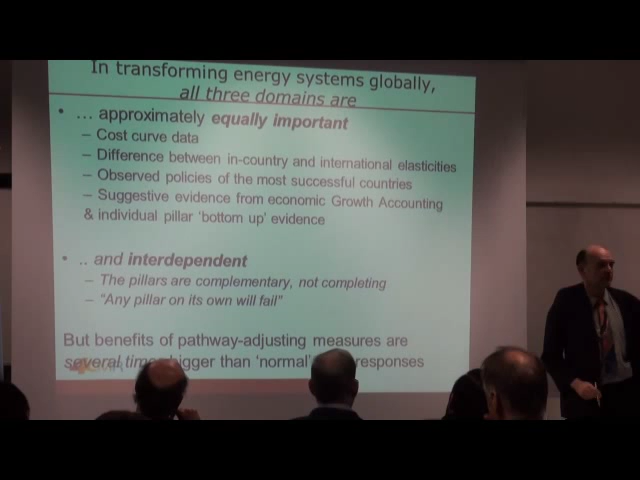 In transforming energy systems globally,
all three domains are
• … approximately equally important
– Cost curve data
– Difference between in-country and international elasticities
– Observed policies of the most successful countries
– Suggestive evidence from economic Growth Accounting
& individual pillar ‘bottom up’ evidence
• .. and interdependent
– The pillars are complementary, not completing
– “Any pillar on its own will fail”
But benefits of pathway-adjusting measures are
several times bigger than ‘normal’ responses